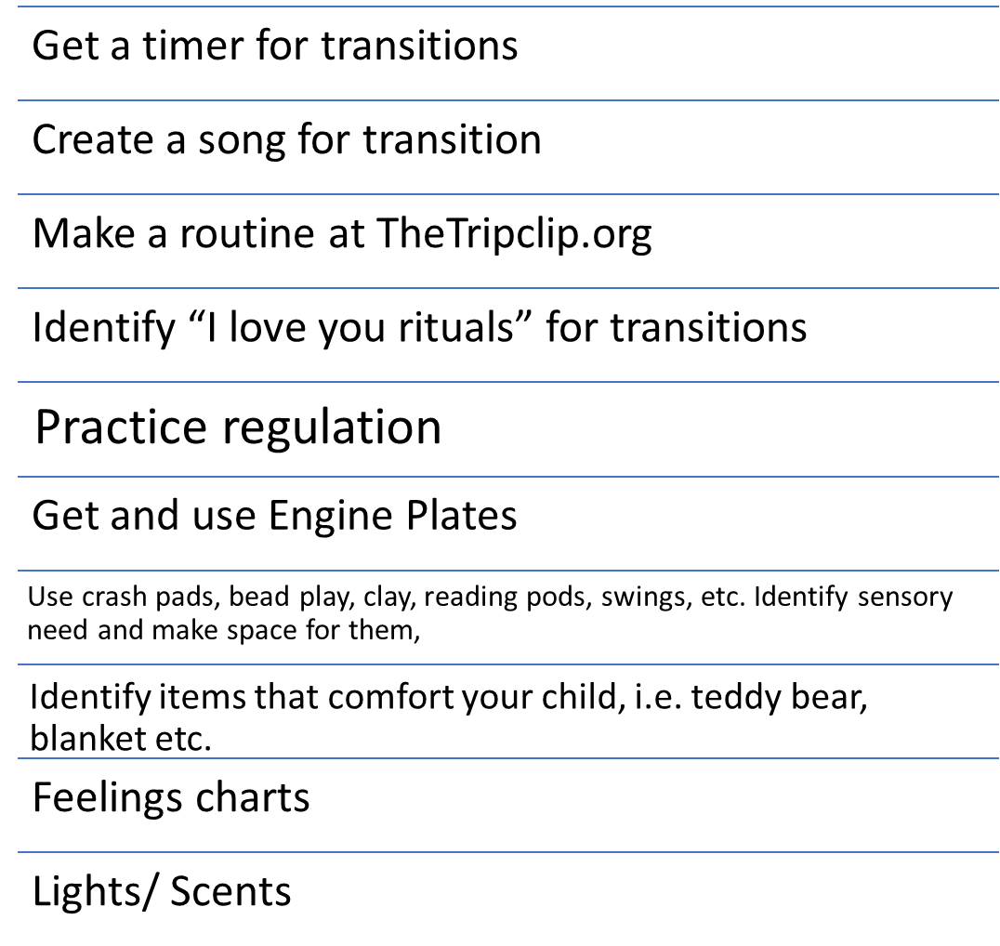 Get a timer for transitions
Create a song for transition
Make a routine at TheTripclip.org
Identify “I love you rituals” for transitions
Practice regulation
Get and use Engine Plates
Use crash pads, bead play, clay, reading pods, swings, etc. Identify sensory
need and make space for them,
Identify items that comfort your child, i.e. teddy bear,
blanket etc.
Feelings charts
Lights/ Scents